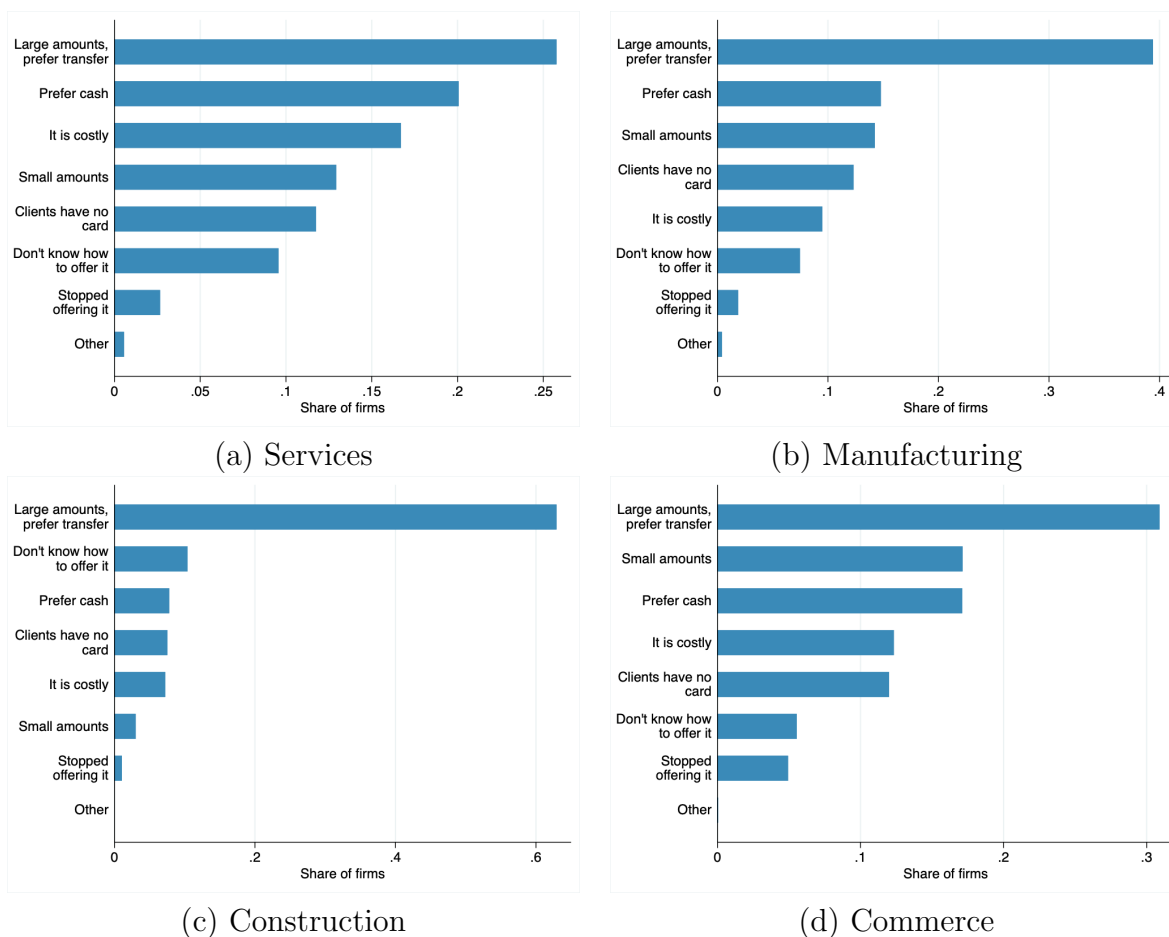 Large amounts,
prefer transfer
Prefer cash
It is costly
Small amounts
Clients have no
card
Don't know how
to offer it
Stopped
offering it
Other
0 .05 .1 .15 .2 .25
Share of firms
(a) Services
Large amounts,
prefer transfer
Prefer cash
Small amounts
Clients have no
card
It is costly
Don't know how
to offer it
Stopped
offering it
Other
0 .1 .2 .3 .4
Share of firms
(b) Manufacturing
Large amounts,
prefer transfer
Don't know how
to offer it
Prefer cash
Clients have no
card
It is costly
Small amounts
Stopped
offering it
Other
0 .2 .4 .6
Share of firms
(c) Construction
Large amounts,
prefer transfer
Small amounts
Prefer cash
It is costly
Clients have no
card
Don't know how
to offer it
Stopped
offering it
Other
0 .1 .2 .3
Share of firms
(d) Commerce